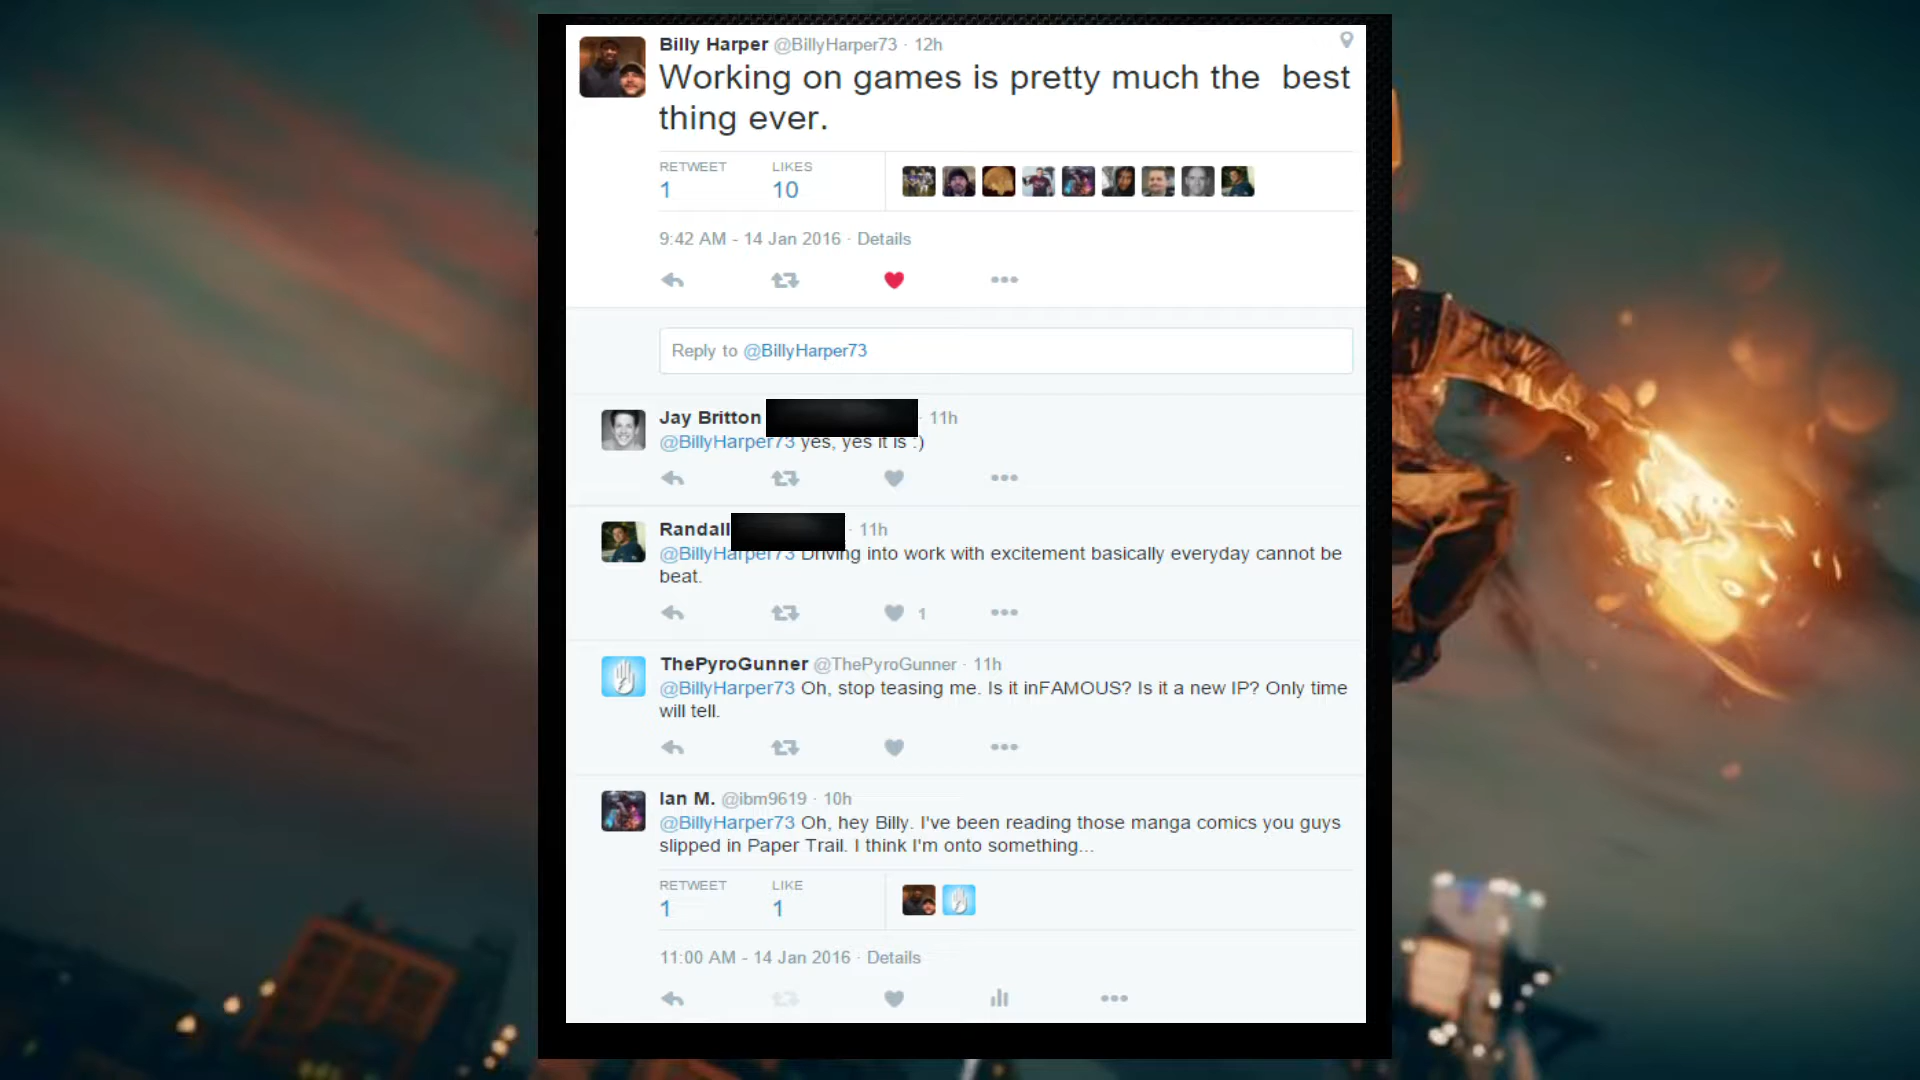 Billy Harper @BillyHarper73 · 12h
Working on games is pretty much the best
thing ever.
RETWEET LIKES
1 10
9:42 AM - 14 Jan 2016 · Details
Reply to @BillyHarper73
Jay Britton · 11h
@BillyHarper73 yes, yes it is :)
Randall · 11h
@BillyHarper73 Driving into work with excitement basically everyday cannot be
beat.
1
ThePyroGunner @ThePyroGunner · 11h
@BillyHarper73 Oh, stop teasing me. Is it inFAMOUS? Is it a new IP? Only time
will tell.
Ian M. @ibm9619 · 10h
@BillyHarper73 Oh, hey Billy. I've been reading those manga comics you guys
slipped in Paper Trail. I think I'm onto something...
RETWEET LIKE
1 1
11:00 AM - 14 Jan 2016 · Details